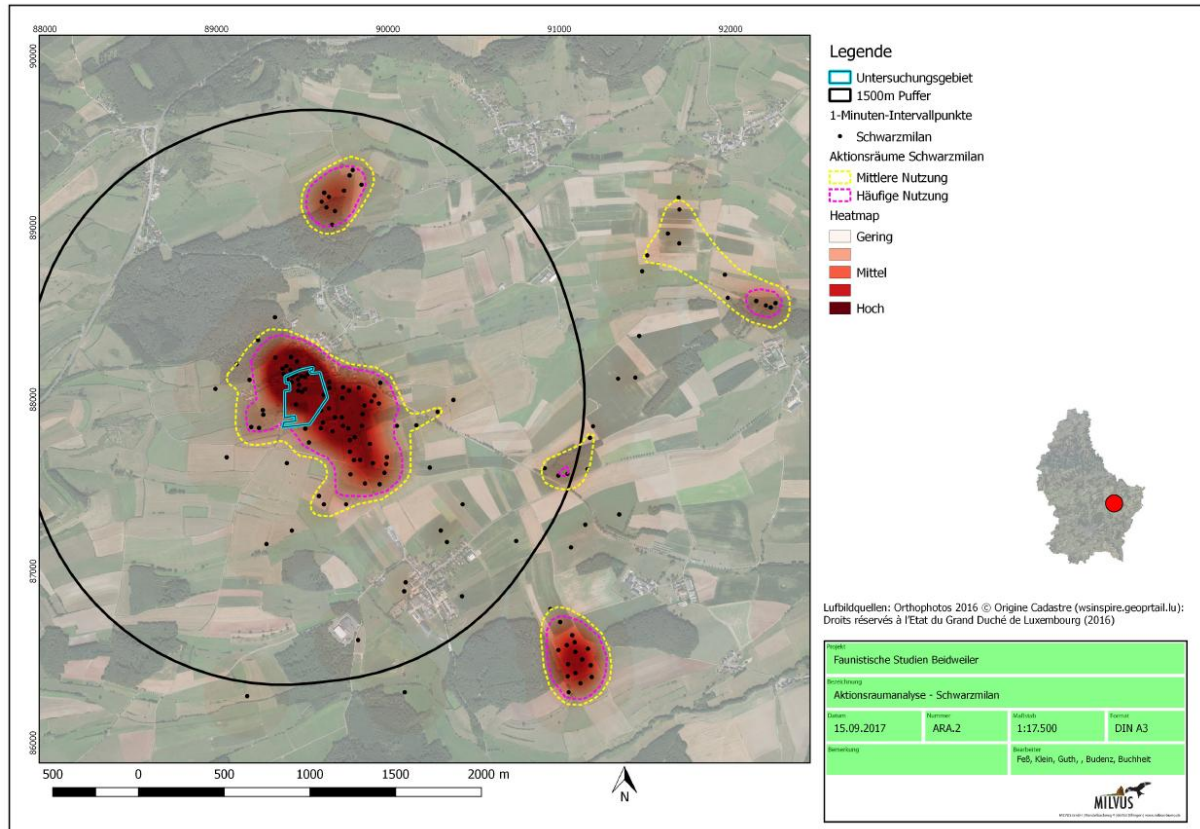 88000
89000
90000
91000
92000
90000
89000
88000
87000
86000
Legende
Untersuchungsgebiet
1500m Puffer
1-Minuten-Intervallpunkte
Schwarzmilan
Aktionsräume Schwarzmilan
Mittlere Nutzung
Häufige Nutzung
Heatmap
Gering
Mittel
Hoch
500 0 500 1000 1500 2000 m
N
Lufbildquellen: Orthophotos 2016 © Origine Cadastre (wsinspire.geoprtail.lu):
Droits réservés à l'Etat du Grand Duché de Luxembourg (2016)
Projekt
Faunistische Studien Beidweiler
Bezeichnung
Aktionsraumanalyse - Schwarzmilan
Datum Nummer Maßstab Format
15.09.2017 ARA.2 1:17.500 DIN A3
Bemerkung Bearbeiter
Feß, Klein, Guth, , Budenz, Buchheit
MILVUS